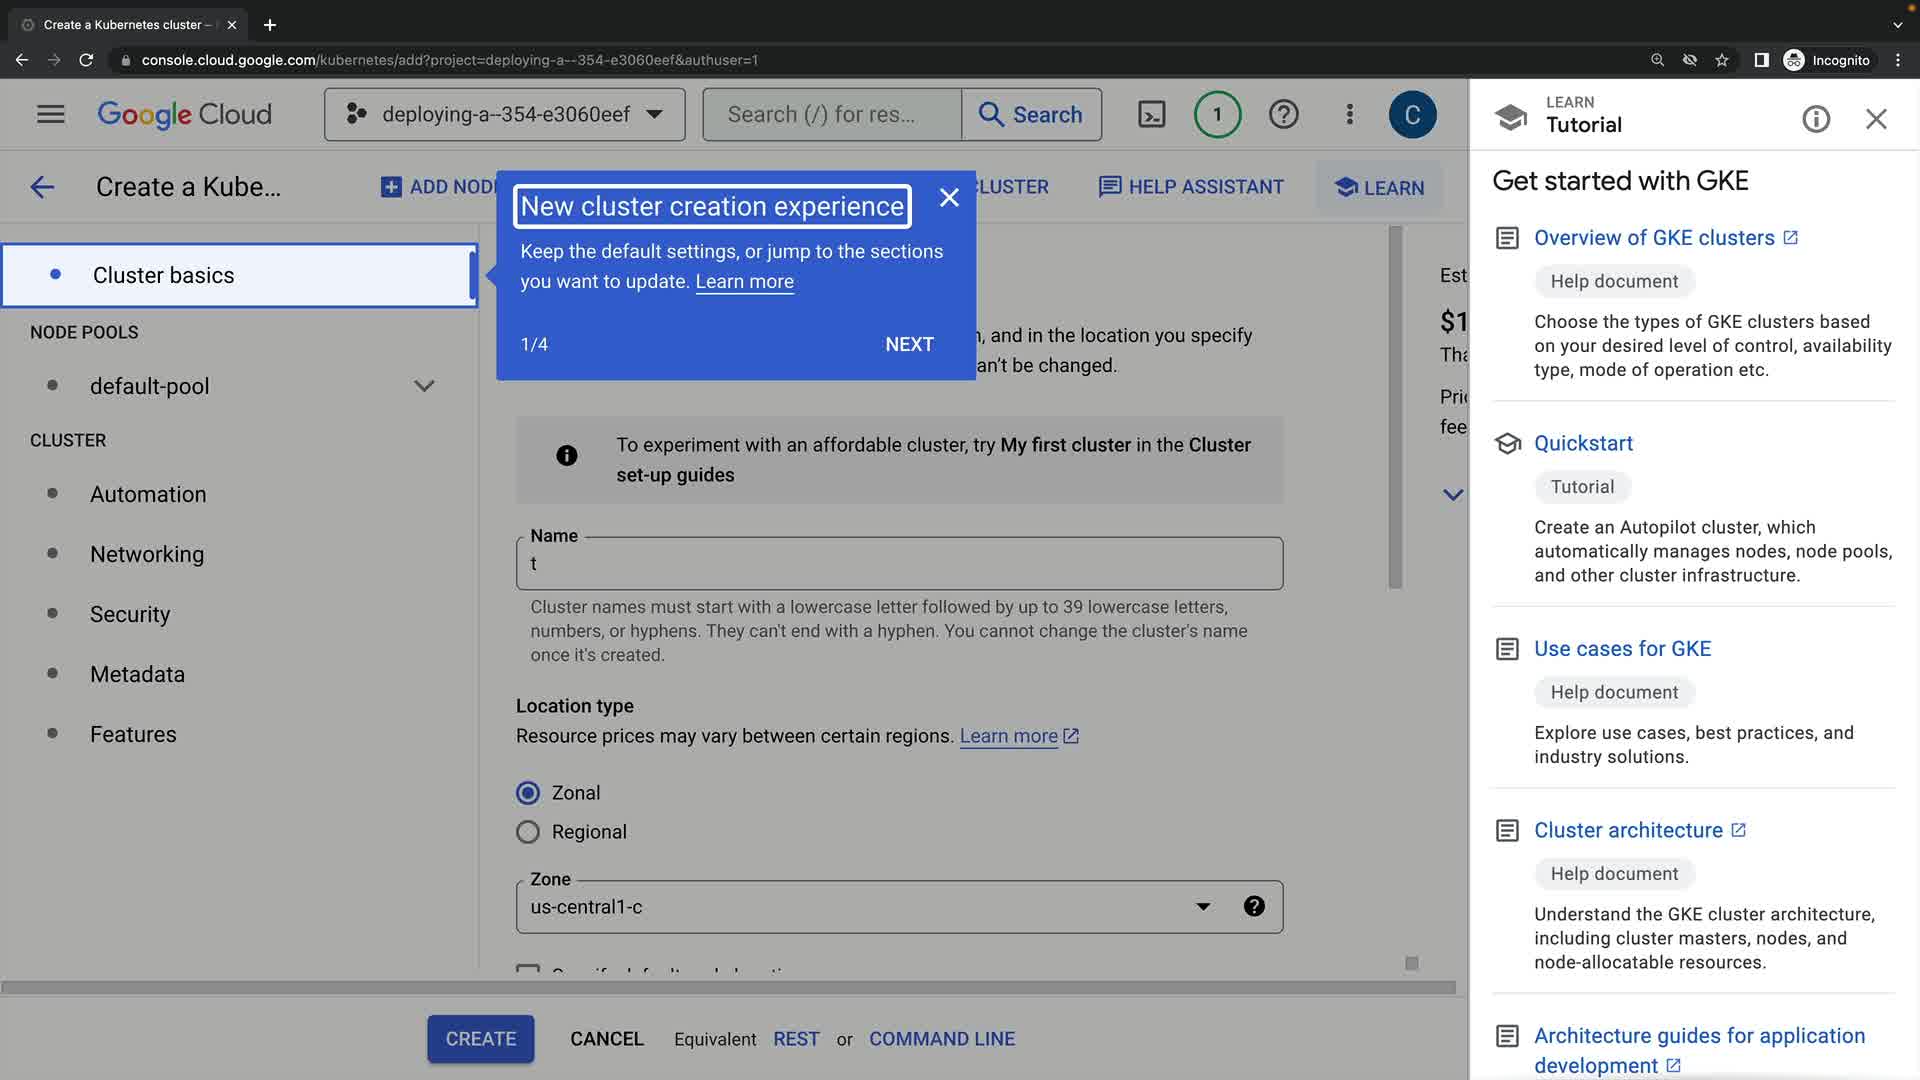 Create a Kubernetes cluster –
console.cloud.google.com/kubernetes/add?project=deploying-a--354-e3060eef&authuser=1
Incognito
Google Cloud
deploying-a--354-e3060eef
Search (/) for res...
Search
1
C
Create a Kube...
ADD NOD
CLUSTER
HELP ASSISTANT
LEARN
New cluster creation experience
Keep the default settings, or jump to the sections
you want to update. Learn more
1/4
NEXT
Cluster basics
NODE POOLS
default-pool
CLUSTER
Automation
Networking
Security
Metadata
Features
, and in the location you specify
an't be changed.
To experiment with an affordable cluster, try My first cluster in the Cluster
set-up guides
Name
t
Cluster names must start with a lowercase letter followed by up to 39 lowercase letters,
numbers, or hyphens. They can't end with a hyphen. You cannot change the cluster's name
once it's created.
Location type
Resource prices may vary between certain regions. Learn more
Zonal
Regional
Zone
us-central1-c
Est
$1
Tha
Pric
fee
CREATE
CANCEL
Equivalent REST or COMMAND LINE
LEARN
Tutorial
Get started with GKE
Overview of GKE clusters
Help document
Choose the types of GKE clusters based
on your desired level of control, availability
type, mode of operation etc.
Quickstart
Tutorial
Create an Autopilot cluster, which
automatically manages nodes, node pools,
and other cluster infrastructure.
Use cases for GKE
Help document
Explore use cases, best practices, and
industry solutions.
Cluster architecture
Help document
Understand the GKE cluster architecture,
including cluster masters, nodes, and
node-allocatable resources.
Architecture guides for application
development